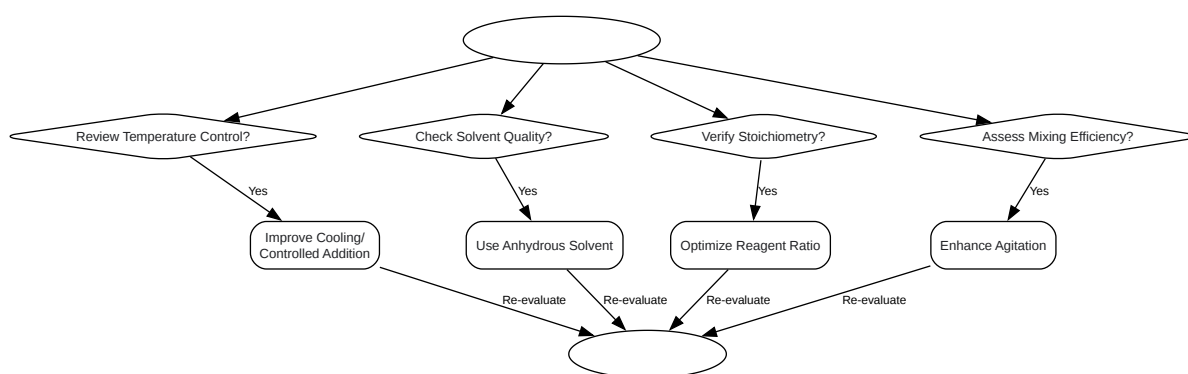 Review Temperature Control?
Check Solvent Quality?
Verify Stoichiometry?
Assess Mixing Efficiency?
Yes
Yes
Yes
Yes
Improve Cooling/
Controlled Addition
Use Anhydrous Solvent
Optimize Reagent Ratio
Enhance Agitation
Re-evaluate
Re-evaluate
Re-evaluate
Re-evaluate